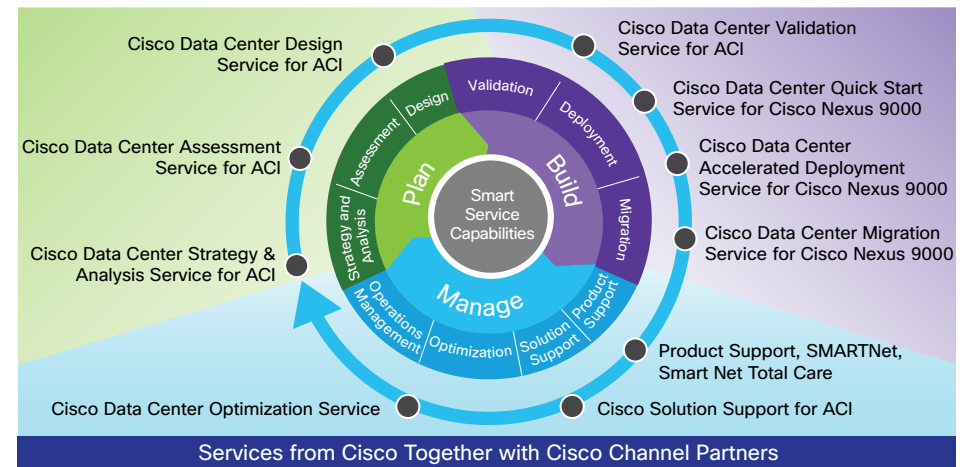 Cisco Data Center Design
Service for ACI
Cisco Data Center Assessment
Service for ACI
Cisco Data Center Strategy &
Analysis Service for ACI
Cisco Data Center Validation
Service for ACI
Cisco Data Center Quick Start
Service for Cisco Nexus 9000
Cisco Data Center
Accelerated Deployment
Service for Cisco Nexus 9000
Cisco Data Center Migration
Service for Cisco Nexus 9000
Product Support, SMARTNet,
Smart Net Total Care
Cisco Solution Support for ACI
Cisco Data Center Optimization Service
Strategy and
Analysis
Assessment
Design
Validation
Deployment
Migration
Product
Support
Solution
Support
Optimization
Operations
Management
Plan
Build
Manage
Smart
Service
Capabilities
Services from Cisco Together with Cisco Channel Partners